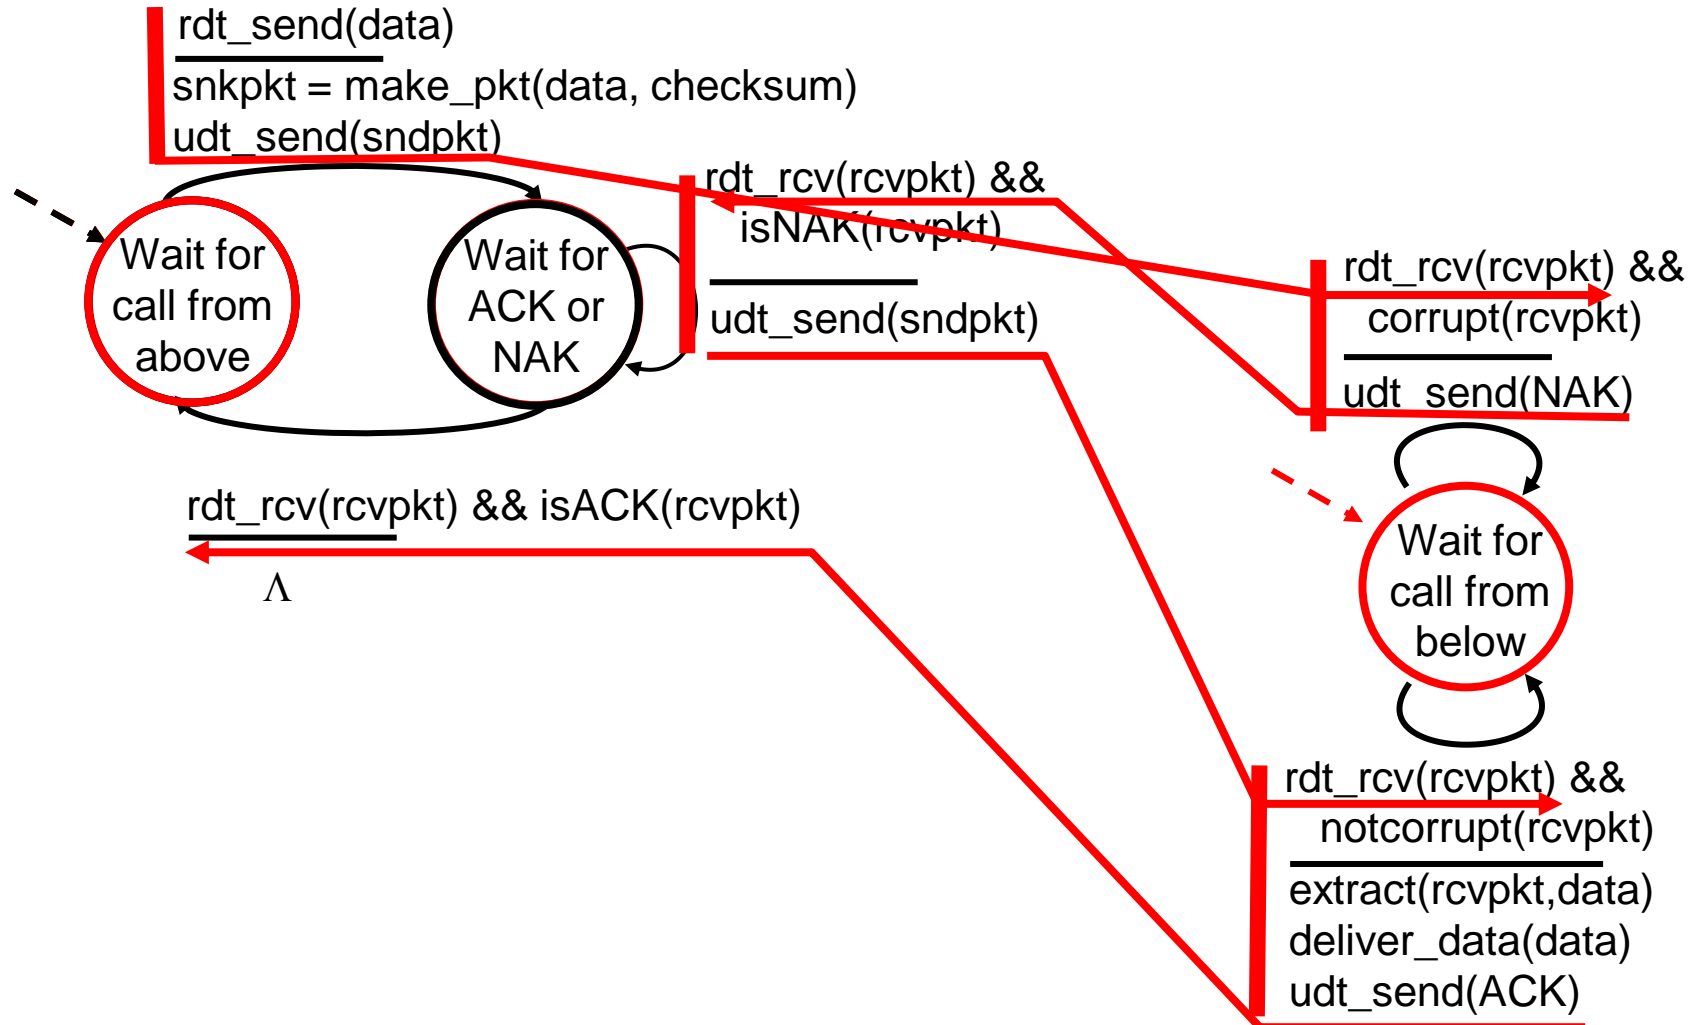 rdt_send(data)
snkpkt = make_pkt(data, checksum)
udt_send(sndpkt)
rdt_rcv(rcvpkt) &&
isNAK(rcvpkt)
udt_send(sndpkt)
Wait for
call from
above
Wait for
ACK or
NAK
rdt_rcv(rcvpkt) && isACK(rcvpkt)
Λ
rdt_rcv(rcvpkt) &&
corrupt(rcvpkt)
udt_send(NAK)
Wait for
call from
below
rdt_rcv(rcvpkt) &&
notcorrupt(rcvpkt)
extract(rcvpkt,data)
deliver_data(data)
udt_send(ACK)